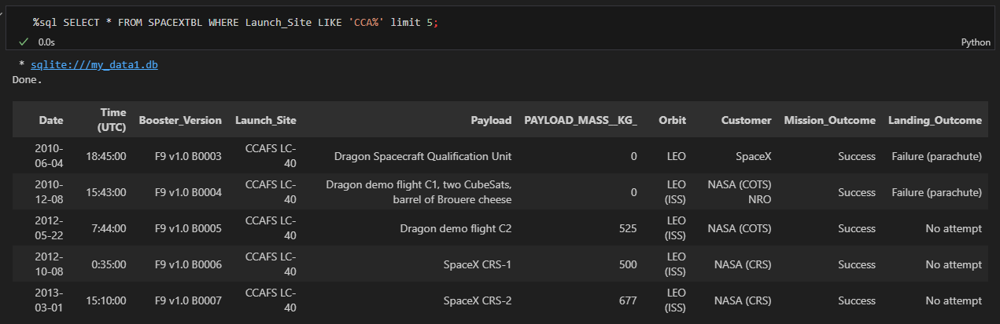 %sql SELECT * FROM SPACEXTBL WHERE Launch_Site LIKE 'CCA%' limit 5;
0.0s
Python
* sqlite:///my_data1.db
Done.
Date Time (UTC) Booster_Version Launch_Site Payload PAYLOAD_MASS__KG_ Orbit Customer Mission_Outcome Landing_Outcome
2010-06-04 18:45:00 F9 v1.0 B0003 CCAFS LC-40 Dragon Spacecraft Qualification Unit 0 LEO SpaceX Success Failure (parachute)
2010-12-08 15:43:00 F9 v1.0 B0004 CCAFS LC-40 Dragon demo flight C1, two CubeSats, barrel of Brouere cheese 0 LEO (ISS) NASA (COTS) NRO Success Failure (parachute)
2012-05-22 7:44:00 F9 v1.0 B0005 CCAFS LC-40 Dragon demo flight C2 525 LEO (ISS) NASA (COTS) Success No attempt
2012-10-08 0:35:00 F9 v1.0 B0006 CCAFS LC-40 SpaceX CRS-1 500 LEO (ISS) NASA (CRS) Success No attempt
2013-03-01 15:10:00 F9 v1.0 B0007 CCAFS LC-40 SpaceX CRS-2 677 LEO (ISS) NASA (CRS) Success No attempt